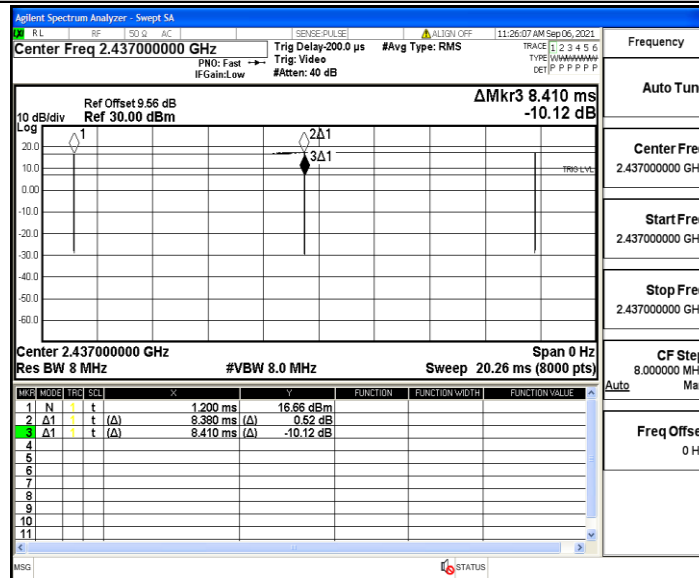 Agilent Spectrum Analyzer - Swept SA
RL RF 50 Ω AC SENSE:PULSE ALIGN OFF 11:26:07 AM Sep 06, 2021
Center Freq 2.437000000 GHz
PNO: Fast
IFGain:Low
Trig Delay-200.0 µs
Trig: Video
#Atten: 40 dB
#Avg Type: RMS
TRACE 1 2 3 4 5 6
TYPE WWWWWW
DET P P P P P P
ΔMkr3 8.410 ms
-10.12 dB
Ref Offset 9.56 dB
10 dB/div Ref 30.00 dBm
Log
1
2Δ1
3Δ1
TRIG LVL
20.0
10.0
0.00
-10.0
-20.0
-30.0
-40.0
-50.0
-60.0
Center 2.437000000 GHz Span 0 Hz
Res BW 8 MHz #VBW 8.0 MHz Sweep 20.26 ms (8000 pts)
MKR MODE TRC SCL X Y FUNCTION FUNCTION WIDTH FUNCTION VALUE
1 N 1 t 1.200 ms 16.66 dBm
2 Δ1 1 t (Δ) 8.380 ms (Δ) 0.52 dB
3 Δ1 1 t (Δ) 8.410 ms (Δ) -10.12 dB
4
5
6
7
8
9
10
11
MSG STATUS
Frequency
Auto Tun
Center Fre
2.437000000 GH
Start Fre
2.437000000 GH
Stop Fre
2.437000000 GH
CF Step
8.000000 MH
Auto Ma
Freq Offse
0 H